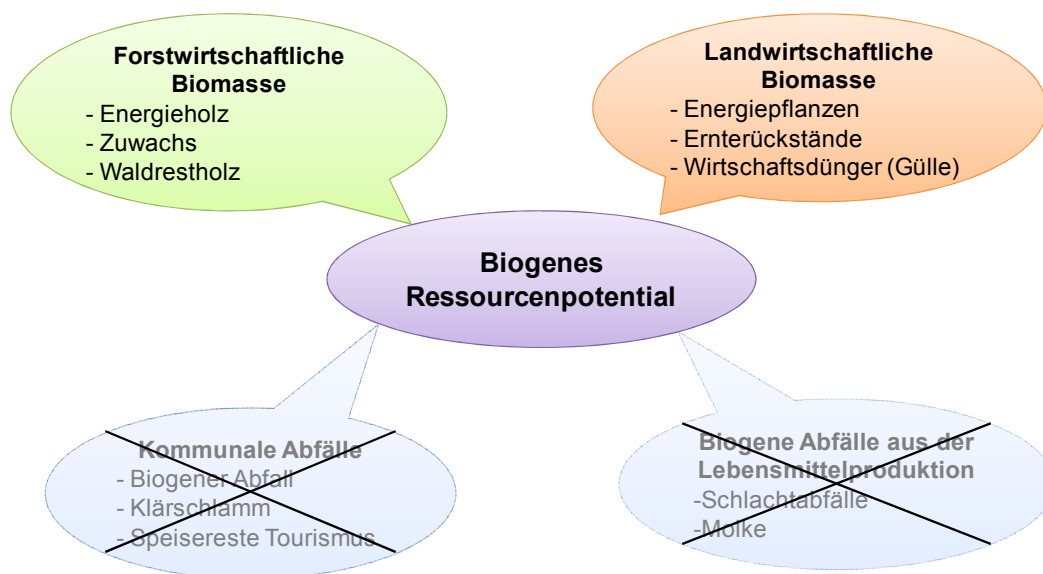 Forstwirtschaftliche
Biomasse
- Energieholz
- Zuwachs
- Waldrestholz
Landwirtschaftliche
Biomasse
- Energiepflanzen
- Ernterückstände
- Wirtschaftsdünger (Gülle)
Biogenes
Ressourcenpotential
Kommunale Abfälle
- Biogener Abfall
- Klärschlamm
- Speisereste Tourismus
Biogene Abfälle aus der
Lebensmittelproduktion
-Schlachtabfälle
-Molke